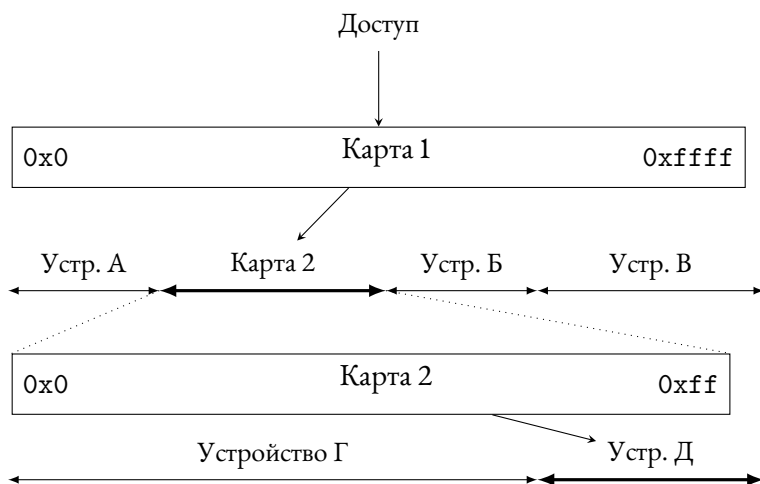 Доступ
0x0 Карта 1 0xffff
Устр. А Карта 2 Устр. Б Устр. В
0x0 Карта 2 0xff
Устройство Г Устр. Д